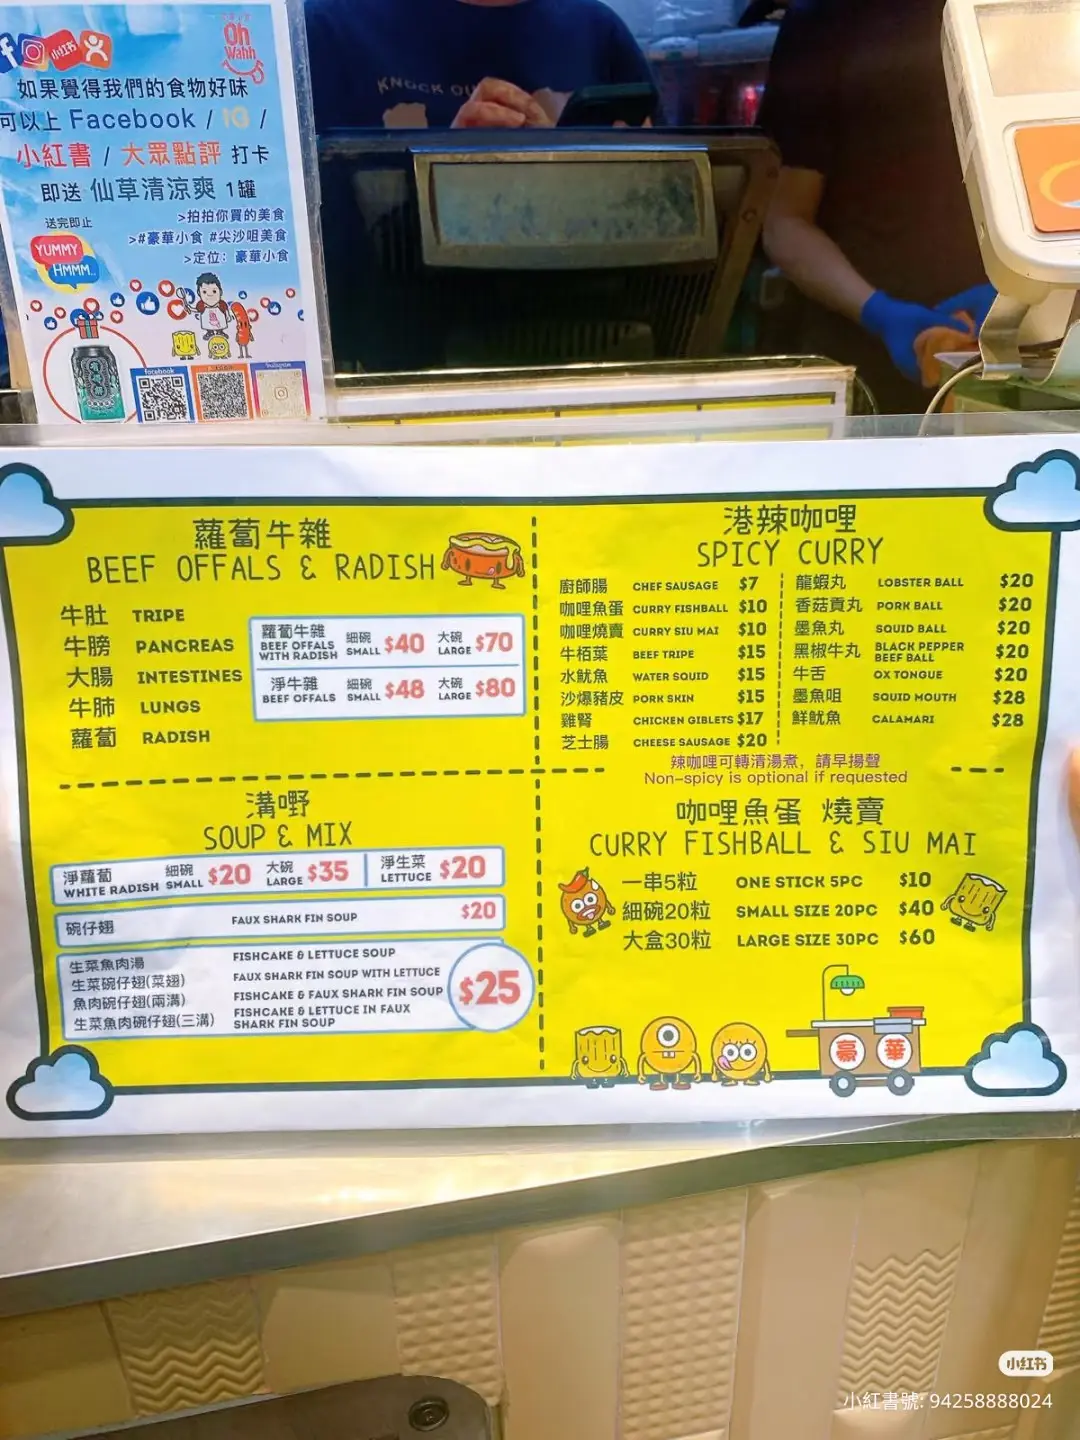 小红书
Oh
Wahh
如果覺得我們的食物好味
可以上 Facebook / IG /
小紅書 / 大眾點評 打卡
即送 仙草清涼爽 1罐
送完即止
>拍拍你買的美食
>#豪華小食 #尖沙咀美食
>定位：豪華小食
YUMMY
HMMM..
facebook
KNOCK OU
蘿蔔牛雜
BEEF OFFALS & RADISH
牛肚 TRIPE
牛膀 PANCREAS
大腸 INTESTINES
牛肺 LUNGS
蘿蔔 RADISH
蘿蔔牛雜 細碗 大碗
BEEF OFFALS WITH RADISH SMALL $40 LARGE $70
淨牛雜 細碗 大碗
BEEF OFFALS SMALL $48 LARGE $80
港辣咖哩
SPICY CURRY
廚師腸 CHEF SAUSAGE $7
咖哩魚蛋 CURRY FISHBALL $10
咖哩燒賣 CURRY SIU MAI $10
牛栢葉 BEEF TRIPE $15
水魷魚 WATER SQUID $15
沙爆豬皮 PORK SKIN $15
雞腎 CHICKEN GIBLETS $17
芝士腸 CHEESE SAUSAGE $20
龍蝦丸 LOBSTER BALL $20
香菇貢丸 PORK BALL $20
墨魚丸 SQUID BALL $20
黑椒牛丸 BLACK PEPPER BEEF BALL $20
牛舌 OX TONGUE $20
墨魚咀 SQUID MOUTH $28
鮮魷魚 CALAMARI $28
辣咖哩可轉清湯煮，請早揚聲
Non-spicy is optional if requested
溝嘢
SOUP & MIX
淨蘿蔔 細碗 大碗 淨生菜
WHITE RADISH SMALL $20 LARGE $35 LETTUCE $20
碗仔翅 FAUX SHARK FIN SOUP $20
生菜魚肉湯 FISHCAKE & LETTUCE SOUP
生菜碗仔翅(菜翅) FAUX SHARK FIN SOUP WITH LETTUCE
魚肉碗仔翅(兩溝) FISHCAKE & FAUX SHARK FIN SOUP
生菜魚肉碗仔翅(三溝) FISHCAKE & LETTUCE IN FAUX SHARK FIN SOUP
$25
咖哩魚蛋 燒賣
CURRY FISHBALL & SIU MAI
一串5粒 ONE STICK 5PC $10
細碗20粒 SMALL SIZE 20PC $40
大盒30粒 LARGE SIZE 30PC $60
豪 華
小红书
小紅書號: 94258888024